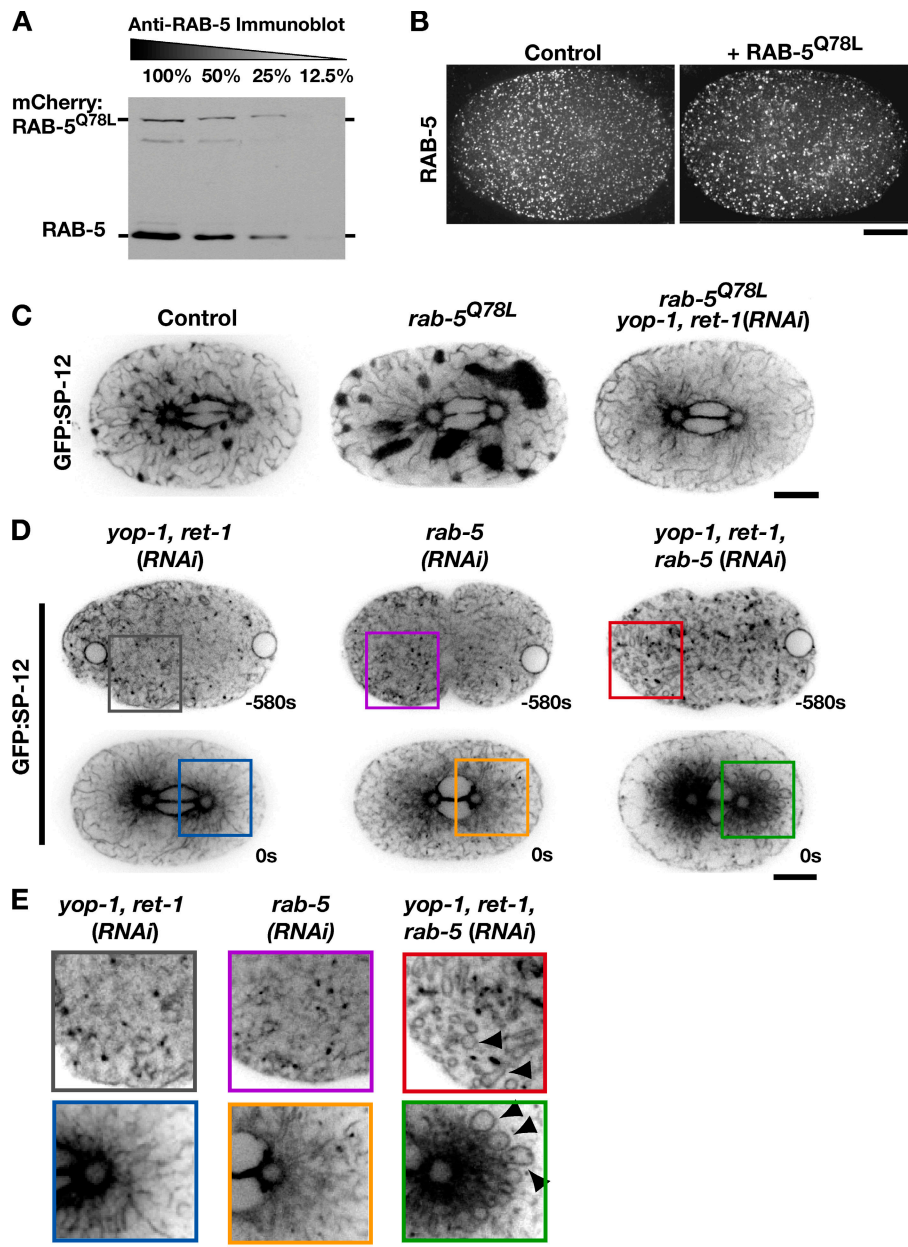 A
Anti-RAB-5 Immunoblot
100% 50% 25% 12.5%
mCherry:
RAB-5Q78L
RAB-5
B
Control + RAB-5Q78L
RAB-5
C
Control rab-5Q78L rab-5Q78L
yop-1, ret-1(RNAi)
GFP:SP-12
D
yop-1, ret-1 rab-5 yop-1, ret-1,
(RNAi) (RNAi) rab-5 (RNAi)
GFP:SP-12
-580s -580s -580s
0s 0s 0s
E
yop-1, ret-1 rab-5 yop-1, ret-1,
(RNAi) (RNAi) rab-5 (RNAi)